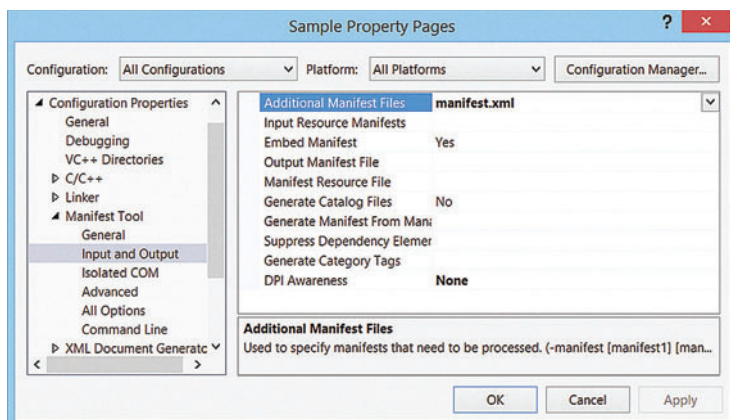 Sample Property Pages
?
Configuration: All Configurations Platform: All Platforms Configuration Manager...
Configuration Properties
General
Debugging
VC++ Directories
C/C++
Linker
Manifest Tool
General
Input and Output
Isolated COM
Advanced
All Options
Command Line
XML Document Generatc
Additional Manifest Files manifest.xml
Input Resource Manifests
Embed Manifest Yes
Output Manifest File
Manifest Resource File
Generate Catalog Files No
Generate Manifest From Mana
Suppress Dependency Elemer
Generate Category Tags
DPI Awareness None
Additional Manifest Files
Used to specify manifests that need to be processed. (-manifest [manifest1] [man...
OK Cancel Apply